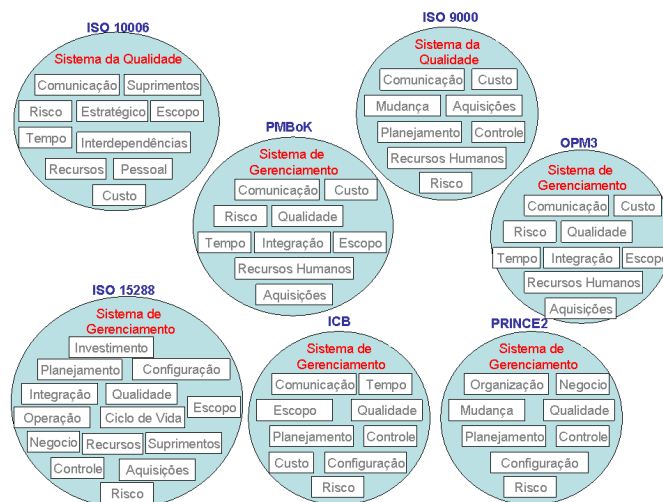 ISO 10006
Sistema da Qualidade
Comunicação Suprimentos
Risco Estratégico Escopo
Tempo Interdependências
Recursos Pessoal
Custo
ISO 9000
Sistema da
Qualidade
Comunicação Custo
Mudança Aquisições
Planejamento Controle
Recursos Humanos
Risco
PMBoK
Sistema de
Gerenciamento
Comunicação Custo
Risco Qualidade
Tempo Integração Escopo
Recursos Humanos
Aquisições
OPM3
Sistema de
Gerenciamento
Comunicação Custo
Risco Qualidade
Tempo Integração Escopo
Recursos Humanos
Aquisições
ISO 15288
Sistema de
Gerenciamento
Investimento
Planejamento Configuração
Integração Qualidade
Operação Ciclo de Vida Escopo
Negocio Recursos Suprimentos
Controle Aquisições
Risco
ICB
Sistema de
Gerenciamento
Comunicação Tempo
Escopo Qualidade
Planejamento Controle
Custo Configuração
Risco
PRINCE2
Sistema de
Gerenciamento
Organização Negocio
Mudança Qualidade
Planejamento Controle
Configuração
Risco